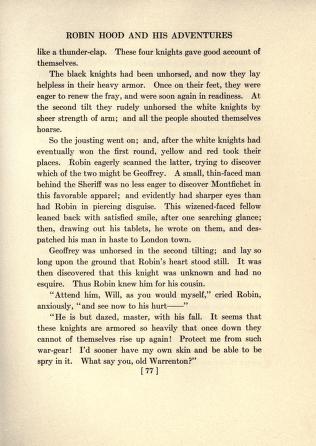 ROBIN HOOD AND HIS ADVENTURES
like a thunder-clap. These four knights gave good account of
themselves.
The black knights had been unhorsed, and now they lay
helpless in their heavy armor. Once on their feet, they were
eager to renew the fray, and were soon again in readiness. At
the second tilt they rudely unhorsed the white knights by
sheer strength of arm; and all the people shouted themselves
hoarse.
So the jousting went on; and, after the white knights had
eventually won the first round, yellow and red took their
places. Robin eagerly scanned the latter, trying to discover
which of the two might be Geoffrey. A small, thin-faced man
behind the Sheriff was no less eager to discover Montfichet in
this favorable apparel; and evidently had sharper eyes than
had Robin in piercing disguise. This wizened-faced fellow
leaned back with satisfied smile, after one searching glance;
then, drawing out his tablets, he wrote on them, and des-
patched his man in haste to London town.
Geoffrey was unhorsed in the second tilting; and lay so
long upon the ground that Robin's heart stood still. It was
then discovered that this knight was unknown and had no
esquire. Thus Robin knew him for his cousin.
"Attend him, Will, as you would myself," cried Robin,
anxiously, "and see now to his hurt——"
"He is but dazed, master, with his fall. It seems that
these knights are armored so heavily that once down they
cannot of themselves rise up again! Protect me from such
war-gear! I'd sooner have my own skin and be able to be
spry in it. What say you, old Warrenton?"
[ 77 ]